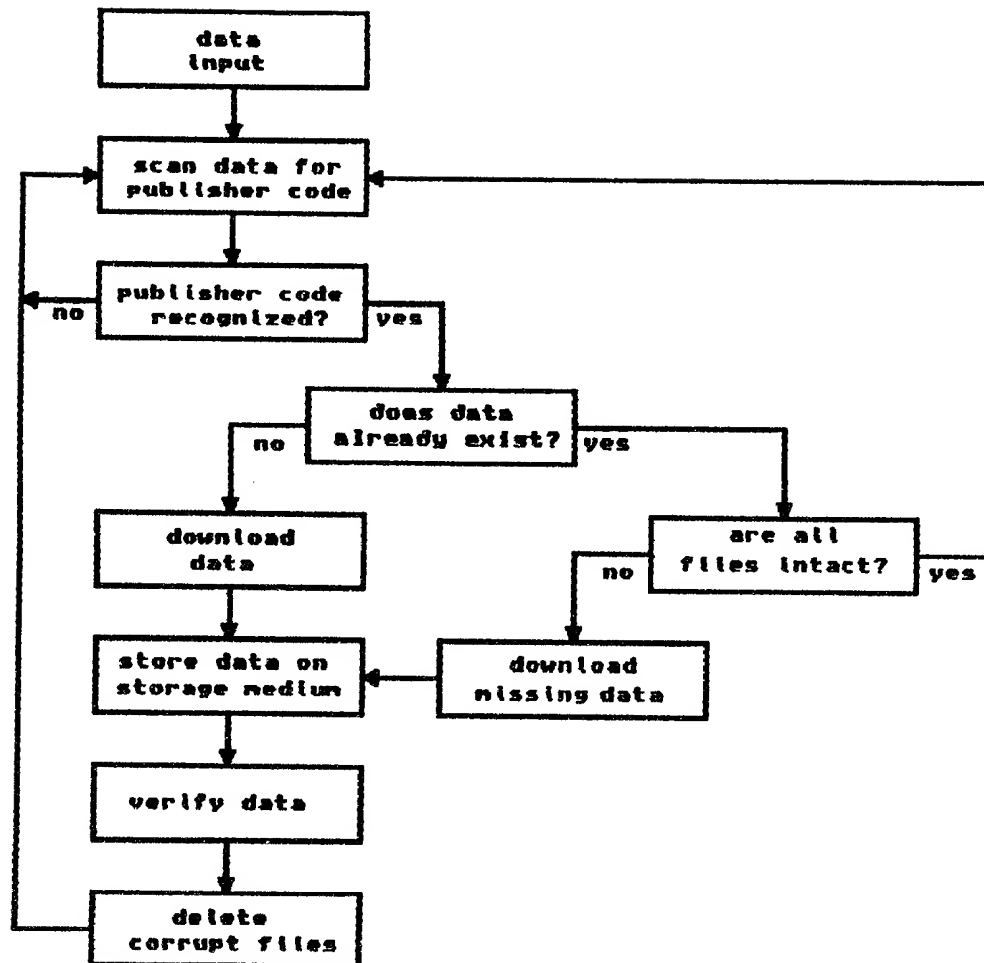 data
input
scan data for
publisher code
publisher code
recognized?
no
yes
does data
already exist?
no
yes
download
data
are all
files intact?
no
yes
store data on
storage medium
download
missing data
verify data
delete
corrupt files